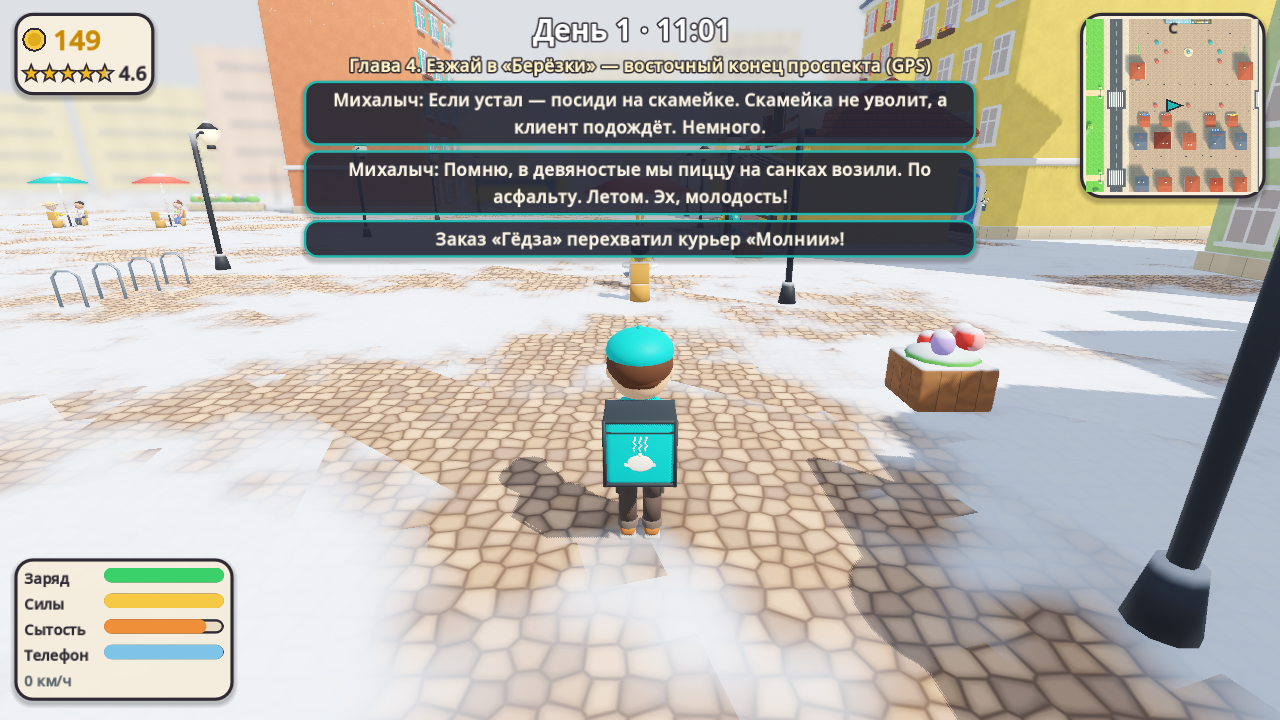 149
4.6
День 1 · 11:01
Глава 4. Езжай в «Берёзки» — восточный конец проспекта (GPS)
Михалыч: Если устал — посиди на скамейке. Скамейка не уволит, а
клиент подождёт. Немного.
Михалыч: Помню, в девяностые мы пиццу на санках возили. По
асфальту. Летом. Эх, молодость!
Заказ «Гёдза» перехватил курьер «Молнии»!
С
Заряд
Силы
Сытость
Телефон
0 км/ч